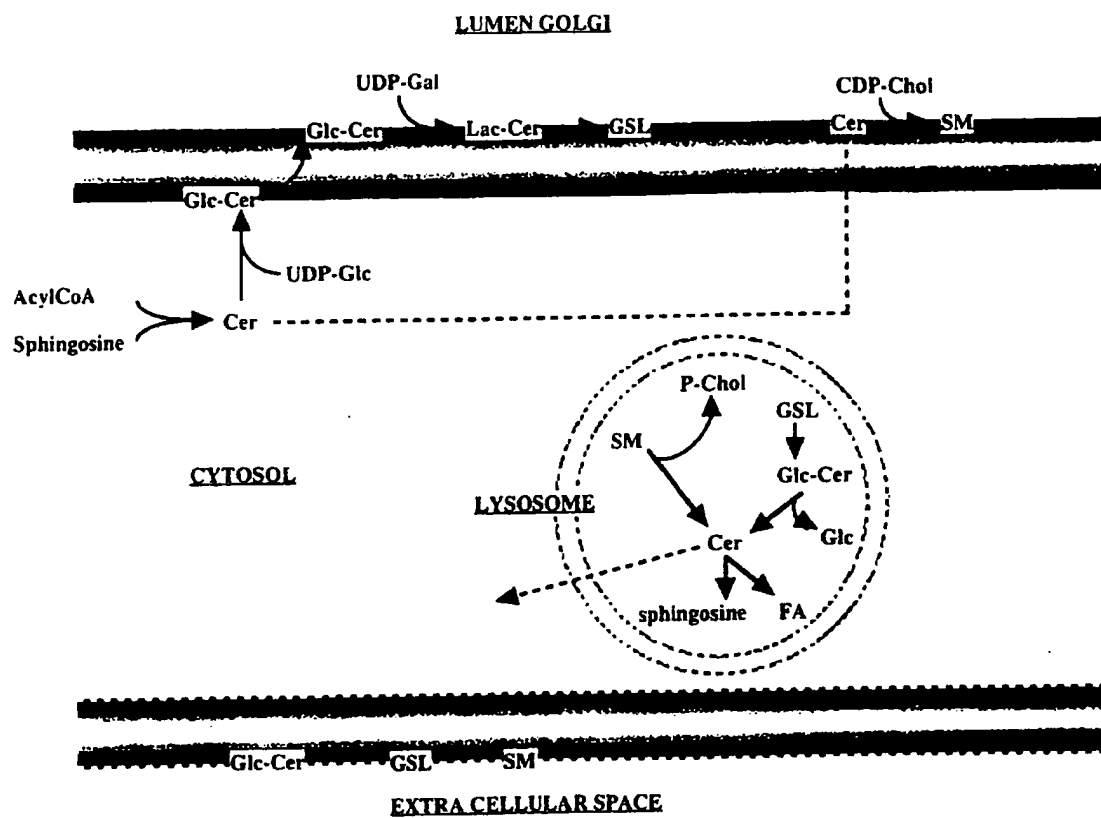 LUMEN GOLGI
UDP-Gal
CDP-Chol
Glc-Cer
Lac-Cer
GSL
Cer
SM
Glc-Cer
UDP-Glc
AcylCoA
Sphingosine
Cer
P-Chol
GSL
SM
Glc-Cer
CYTOSOL
LYSOSOME
Glc
Cer
sphingosine
FA
Glc-Cer
GSL
SM
EXTRA CELLULAR SPACE